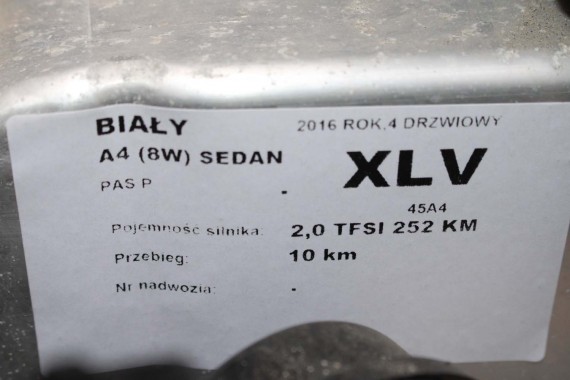 BIAŁY 2016 ROK.4 DRZWIOWY
A4 (8W) SEDAN XLV
PAS P .
45A4
Pojemność silnika: 2,0 TFSI 252 KM
Przebieg: 10 km
Nr nadwozia: .